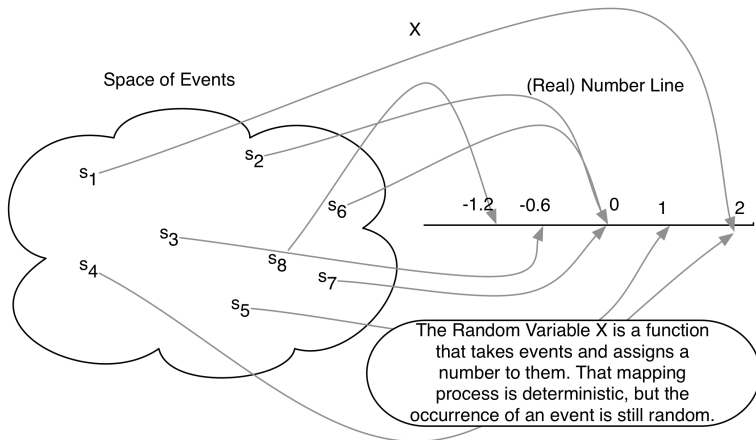 X
Space of Events
(Real) Number Line
s1
s2
s6
-1.2 -0.6 0 1 2
s3
s8
s4
s7
s5
The Random Variable X is a function
that takes events and assigns a
number to them. That mapping
process is deterministic, but the
occurrence of an event is still random.